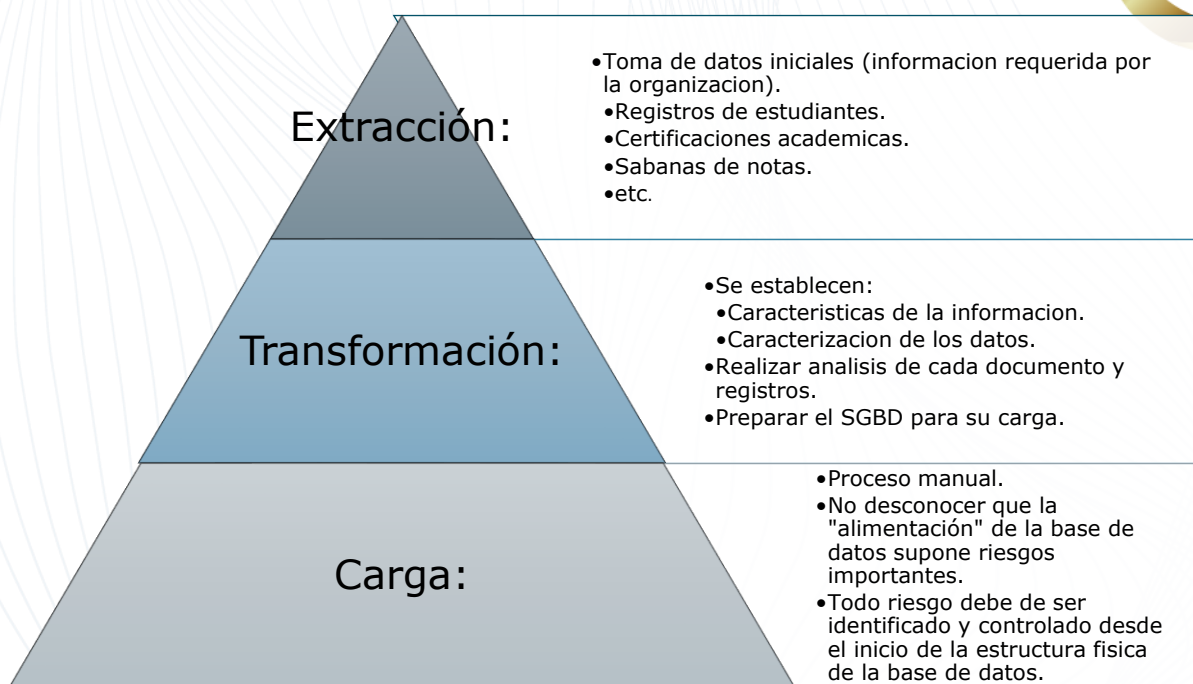 Extracción:
•Toma de datos iniciales (informacion requerida por
la organizacion).
•Registros de estudiantes.
•Certificaciones academicas.
•Sabanas de notas.
•etc.
Transformación:
•Se establecen:
•Caracteristicas de la informacion.
•Caracterizacion de los datos.
•Realizar analisis de cada documento y
registros.
•Preparar el SGBD para su carga.
Carga:
•Proceso manual.
•No desconocer que la
"alimentación" de la base de
datos supone riesgos
importantes.
•Todo riesgo debe de ser
identificado y controlado desde
el inicio de la estructura fisica
de la base de datos.